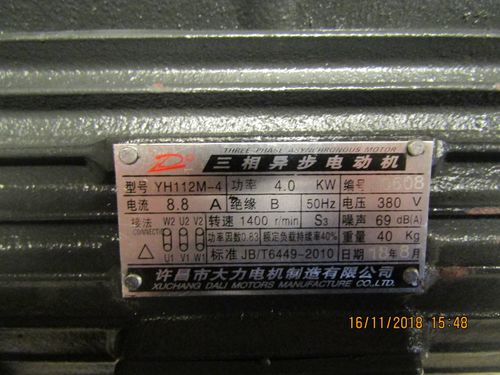 THREE-PHASE ASYNCHRONOUS MOTOR
三相异步电动机
型号 YH112M-4 功率 4.0 KW 编号
电流 8.8 A 绝缘 B 50Hz 电压 380 V
接法 W2 U2 V2 转速 1400 r/min S3 噪声 69 dB(A)
CONNECTION U1 V1 W1 功率因数0.83 额定负载持续率40% 重量 40 Kg
标准 JB/T6449-2010 日期 年 月
许昌市大力电机制造有限公司
XUCHANG DALI MOTORS MANUFACTURE CO.,LTD.
16/11/2018 15:48